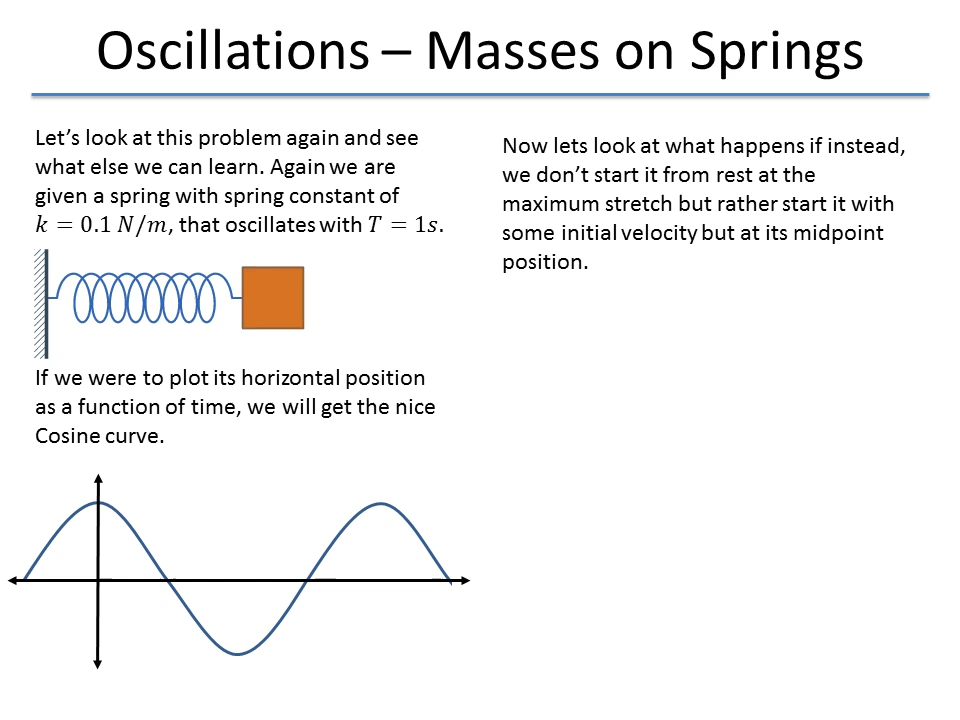 Oscillations – Masses on Springs
Let’s look at this problem again and see
what else we can learn. Again we are
given a spring with spring constant of
k = 0.1 N/m, that oscillates with T = 1s.
If we were to plot its horizontal position
as a function of time, we will get the nice
Cosine curve.
Now lets look at what happens if instead,
we don’t start it from rest at the
maximum stretch but rather start it with
some initial velocity but at its midpoint
position.